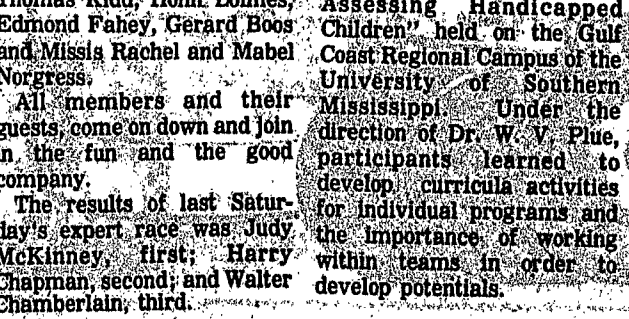 Thomas Kidd,
Edmond Fahey, Gerard Boos
and Missis Rachel and Mabel
Norgress.
All members and their
guests, come on down and join
in the fun and the good
company.
The results of last Satur-
day's expert race was Judy
McKinney, first; Harry
Chapman, second; and Walter
Chamberlain, third.
Assessing Handicapped
Children" held on the Gulf
Coast Regional Campus of the
University of Southern
Mississippi. Under the
direction of Dr. W. V. Plue,
participants learned to
develop curricula activities
for individual programs and
the importance of working
within teams in order to
develop potentials.